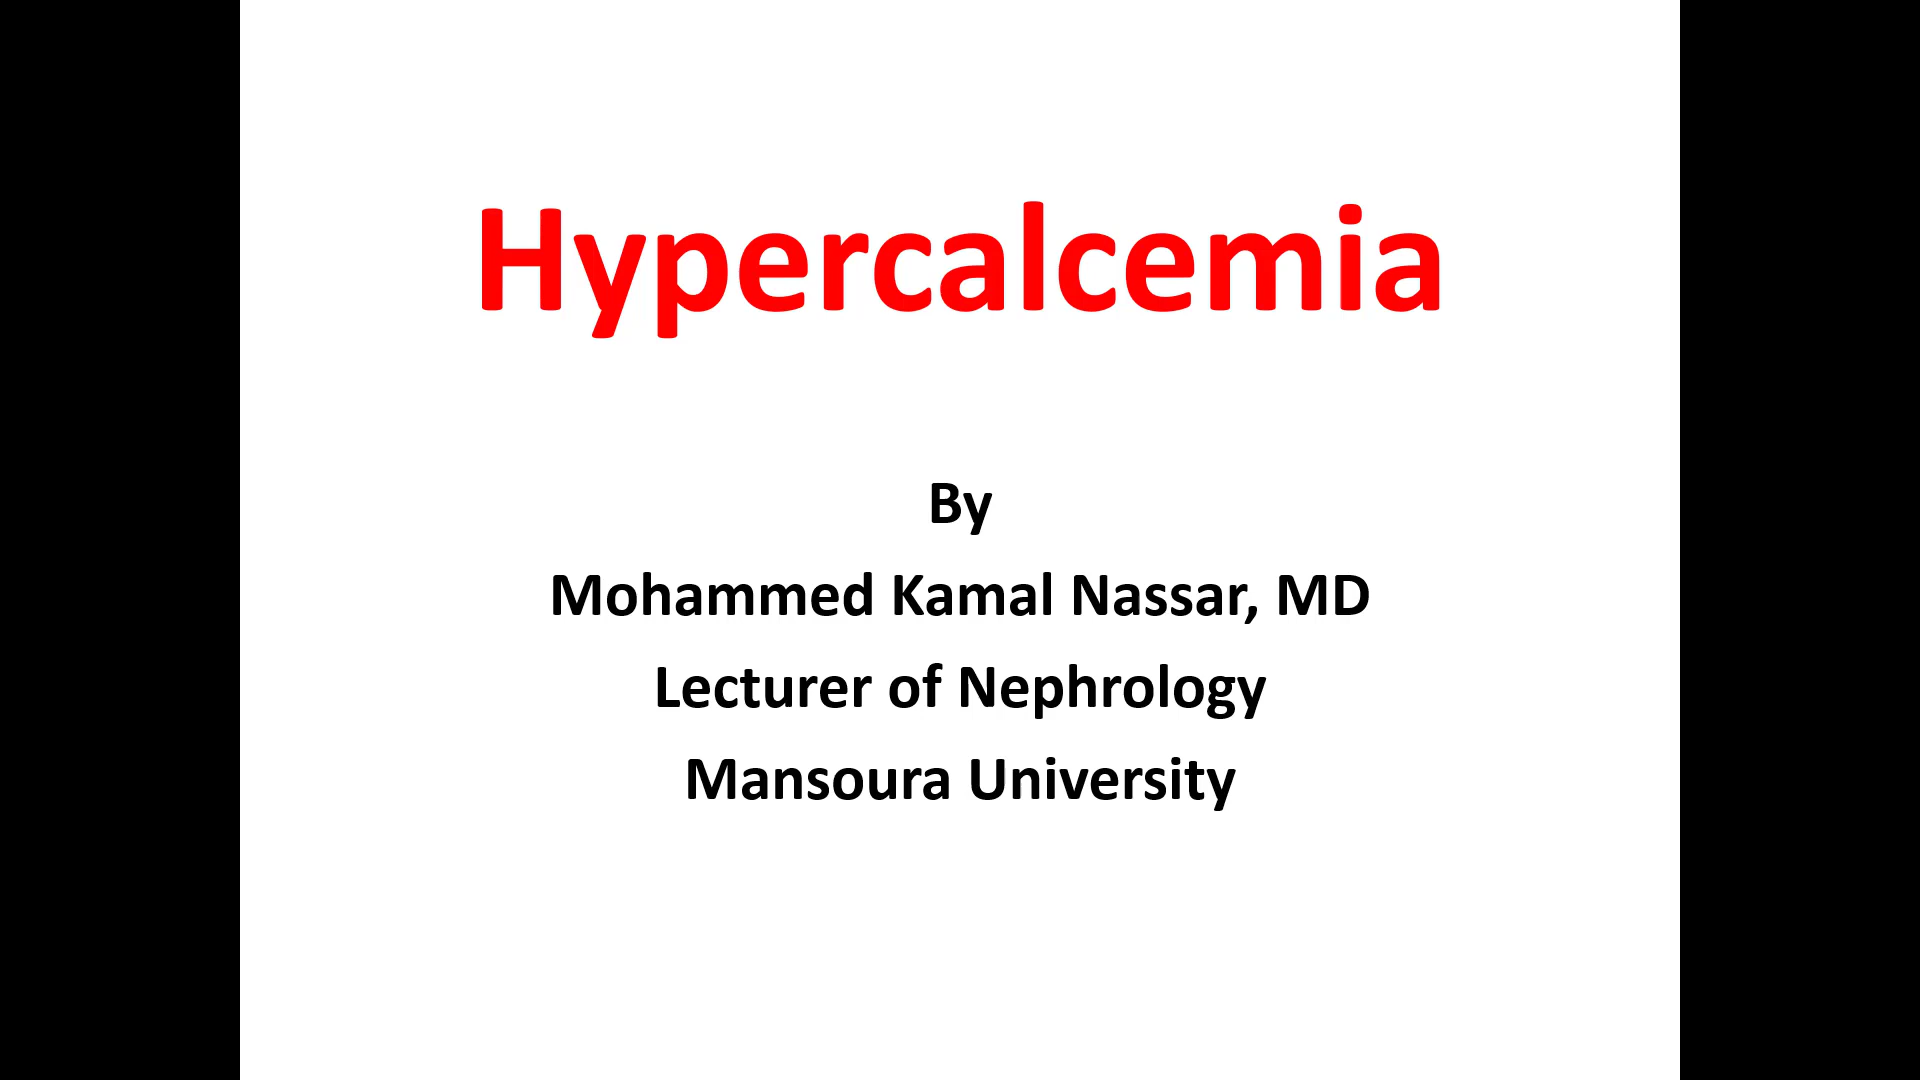 Hypercalcemia
By
Mohammed Kamal Nassar, MD
Lecturer of Nephrology
Mansoura University